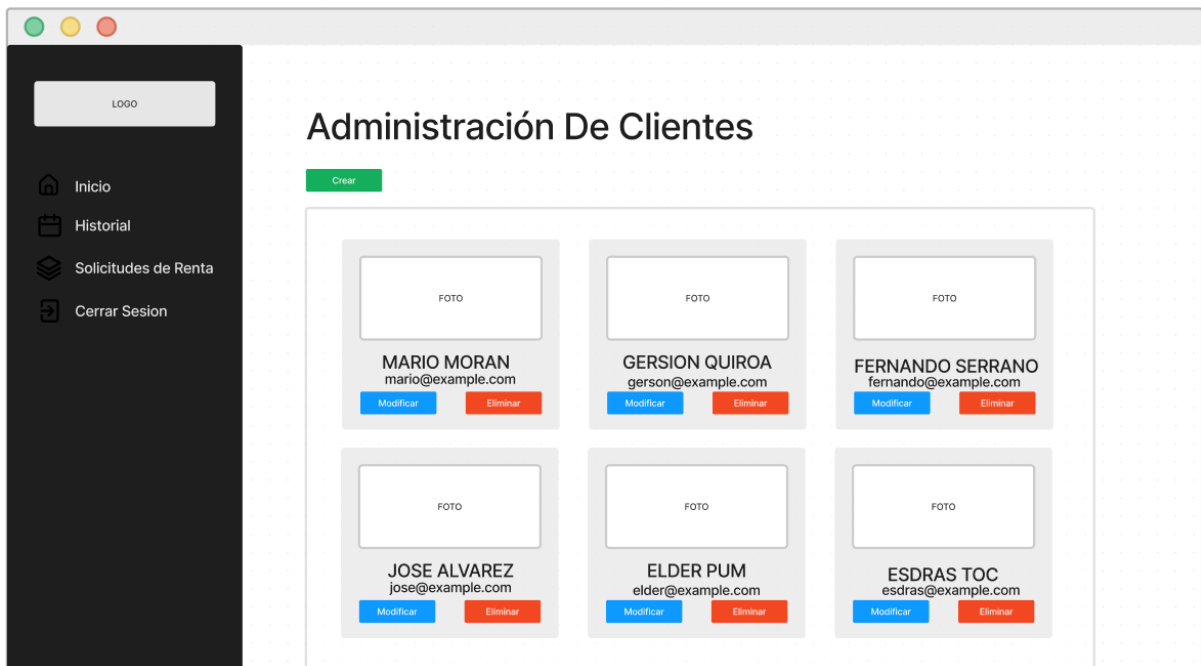 LOGO
Inicio
Historial
Solicitudes de Renta
Cerrar Sesion
Administración De Clientes
Crear
FOTO
MARIO MORAN
mario@example.com
Modificar Eliminar
FOTO
GERSION QUIROA
gerson@example.com
Modificar Eliminar
FOTO
FERNANDO SERRANO
fernando@example.com
Modificar Eliminar
FOTO
JOSE ALVAREZ
jose@example.com
Modificar Eliminar
FOTO
ELDER PUM
elder@example.com
Modificar Eliminar
FOTO
ESDRAS TOC
esdras@example.com
Modificar Eliminar